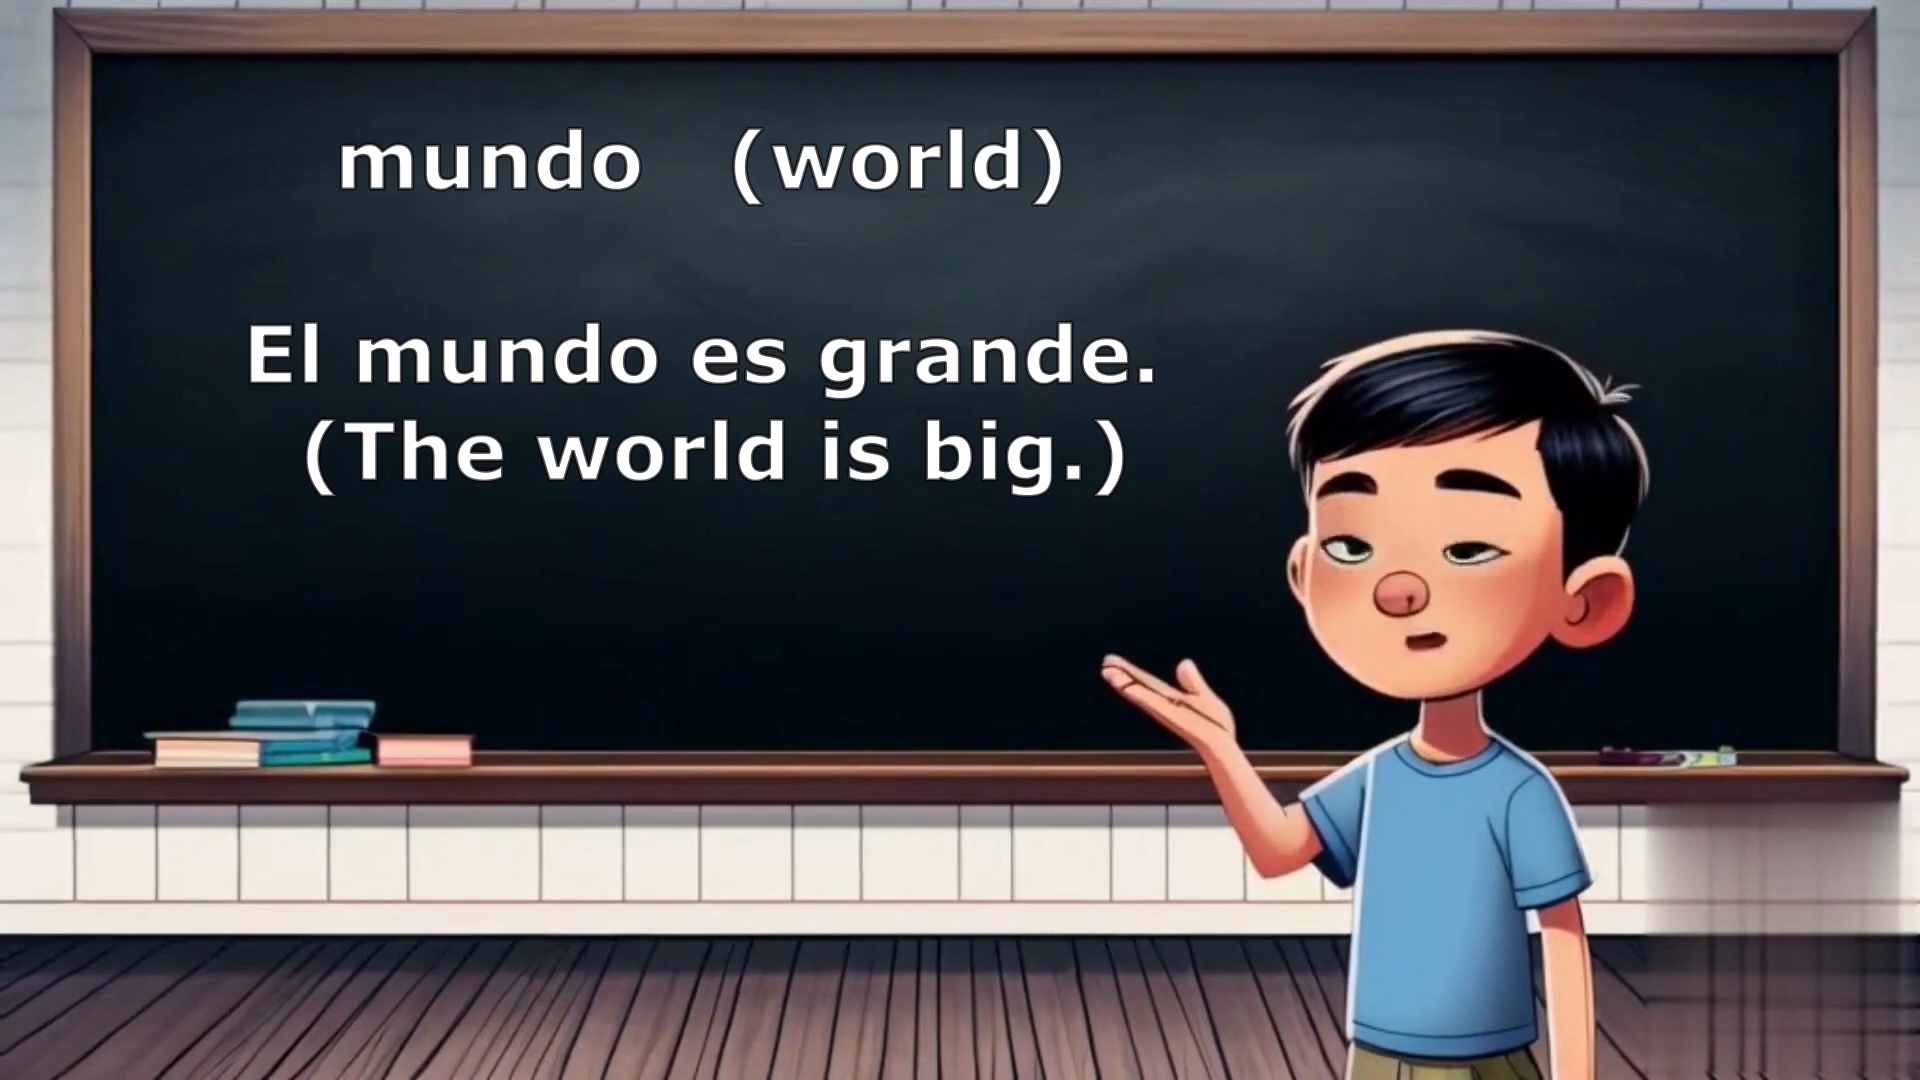 mundo (world)
El mundo es grande.
(The world is big.)